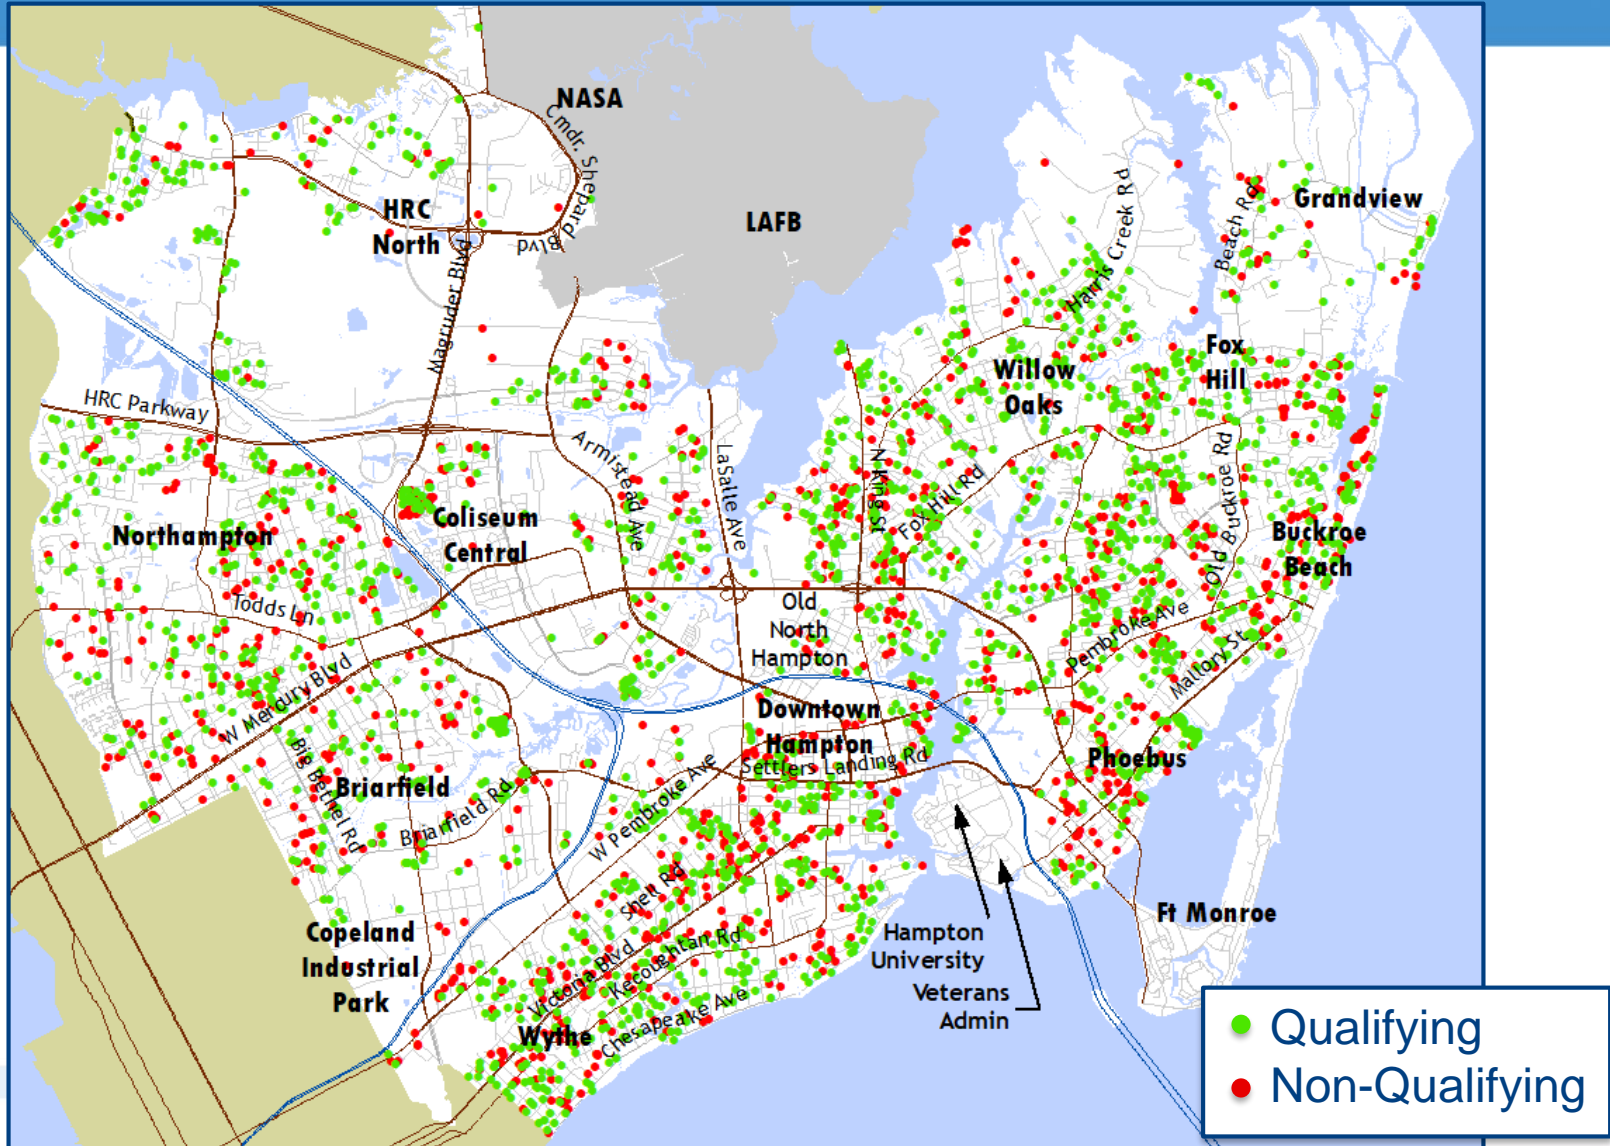 NASA
Cmdr. Shepard Blvd
LAFB
HRC
North
Blvd
Magruder Blvd
Harris Creek Rd
Beach Rd
Grandview
Fox
Hill
Willow
Oaks
HRC Parkway
Armistead Ave
LaSalle Ave
N King St
Fox Hill Rd
Old Buckroe Rd
Northampton
Coliseum
Central
Buckroe
Beach
Todds Ln
Old
North
Hampton
Pembroke Ave
Mallory St
W Mercury Blvd
Downtown
Hampton
Settlers Landing Rd
Phoebus
Big Bethel Rd
Briarfield
Briarfield Rd
W Pembroke Ave
Shell Rd
Copeland
Industrial
Park
Victoria Blvd
Kecoughtan Rd
Chesapeake Ave
Wythe
Hampton
University
Veterans
Admin
Ft Monroe
Qualifying
Non-Qualifying